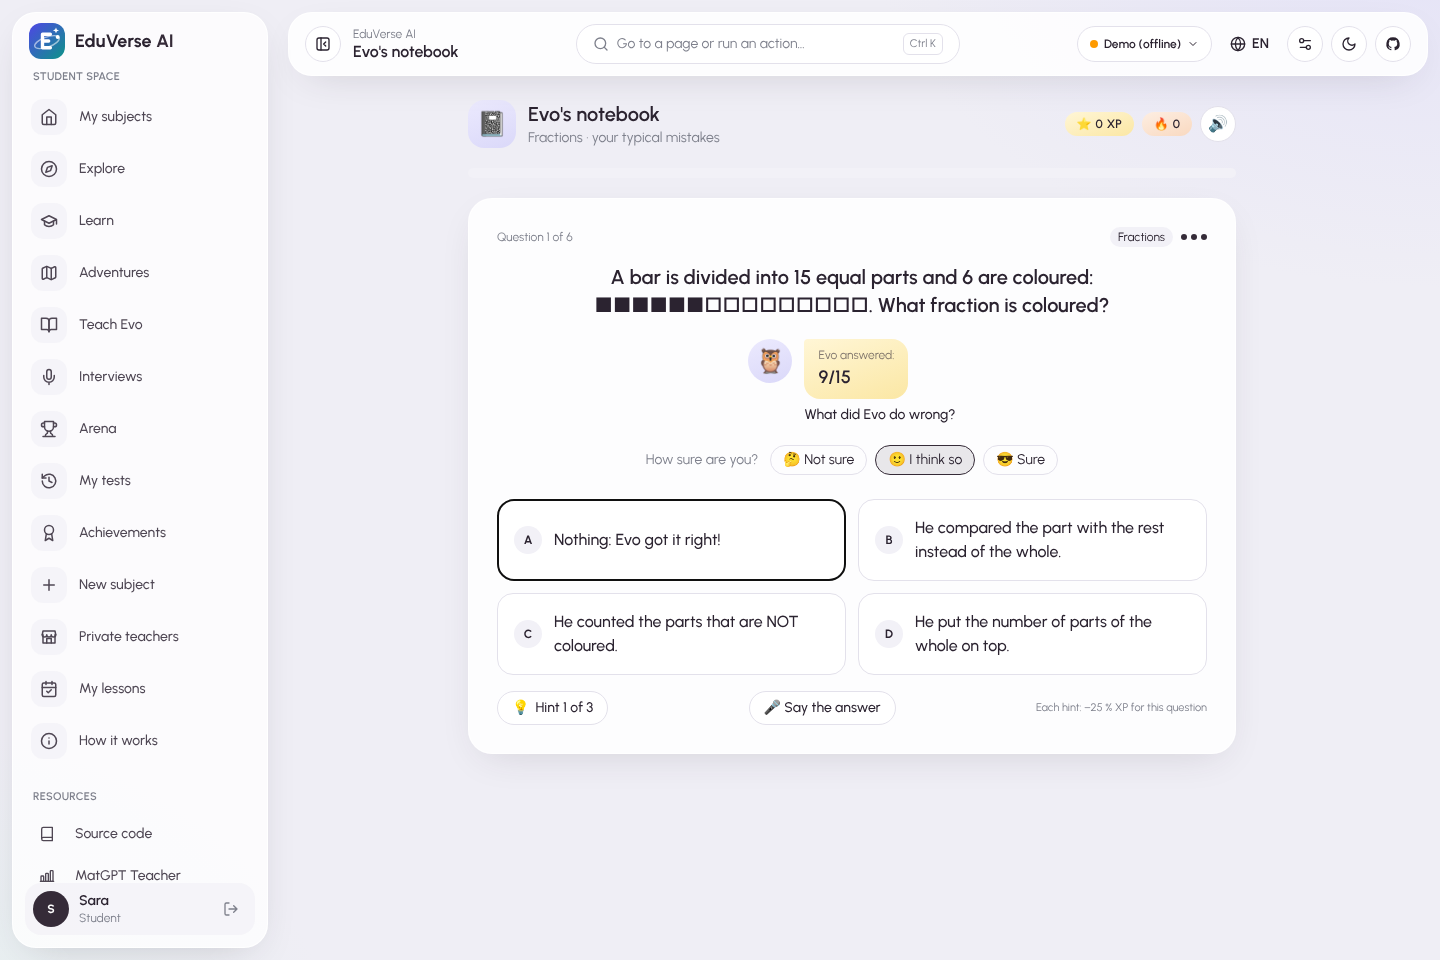 EduVerse AI
STUDENT SPACE
My subjects
Explore
Learn
Adventures
Teach Evo
Interviews
Arena
My tests
Achievements
New subject
Private teachers
My lessons
How it works
RESOURCES
Source code
MatGPT Teacher
S
Sara
Student
EduVerse AI
Evo's notebook
Go to a page or run an action...
Ctrl K
Demo (offline)
EN
Evo's notebook
Fractions · your typical mistakes
0 XP
0
Question 1 of 6
Fractions
A bar is divided into 15 equal parts and 6 are coloured:
■■■■■■□□□□□□□□□. What fraction is coloured?
Evo answered:
9/15
What did Evo do wrong?
How sure are you?
Not sure
I think so
Sure
A
Nothing: Evo got it right!
B
He compared the part with the rest
instead of the whole.
C
He counted the parts that are NOT
coloured.
D
He put the number of parts of the
whole on top.
Hint 1 of 3
Say the answer
Each hint: −25 % XP for this question